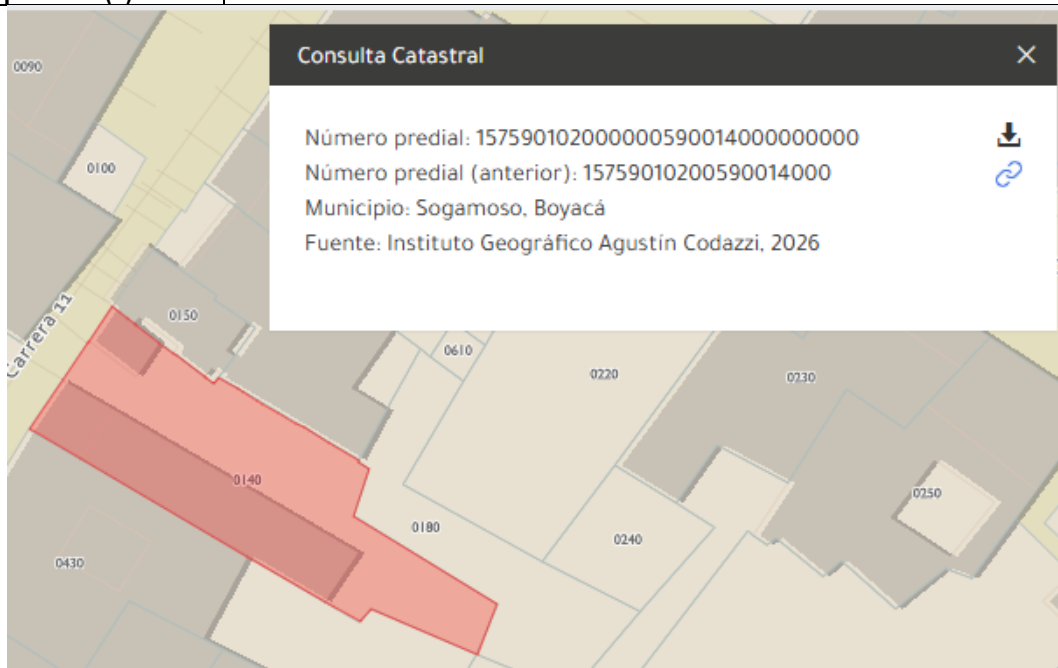 Consulta Catastral
Número predial: 157590102000000590014000000000
Número predial (anterior): 15759010200590014000
Municipio: Sogamoso, Boyacá
Fuente: Instituto Geográfico Agustín Codazzi, 2026
0090
0100
0150
Carrera 11
0610
0220
0230
0140
0180
0250
0240
0430